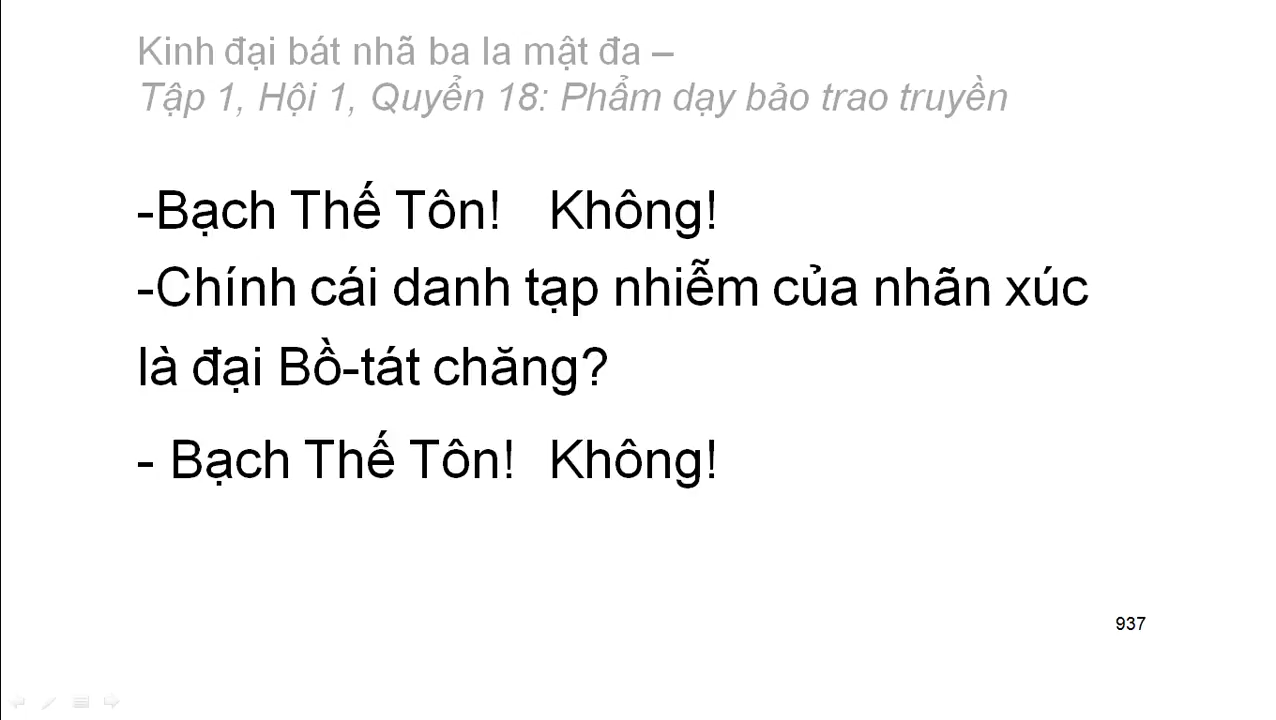 Kinh đại bát nhã ba la mật đa –
Tập 1, Hội 1, Quyển 18: Phẩm dạy bảo trao truyền
-Bạch Thế Tôn! Không!
-Chính cái danh tạp nhiễm của nhãn xúc
là đại Bồ-tát chăng?
- Bạch Thế Tôn! Không!
937